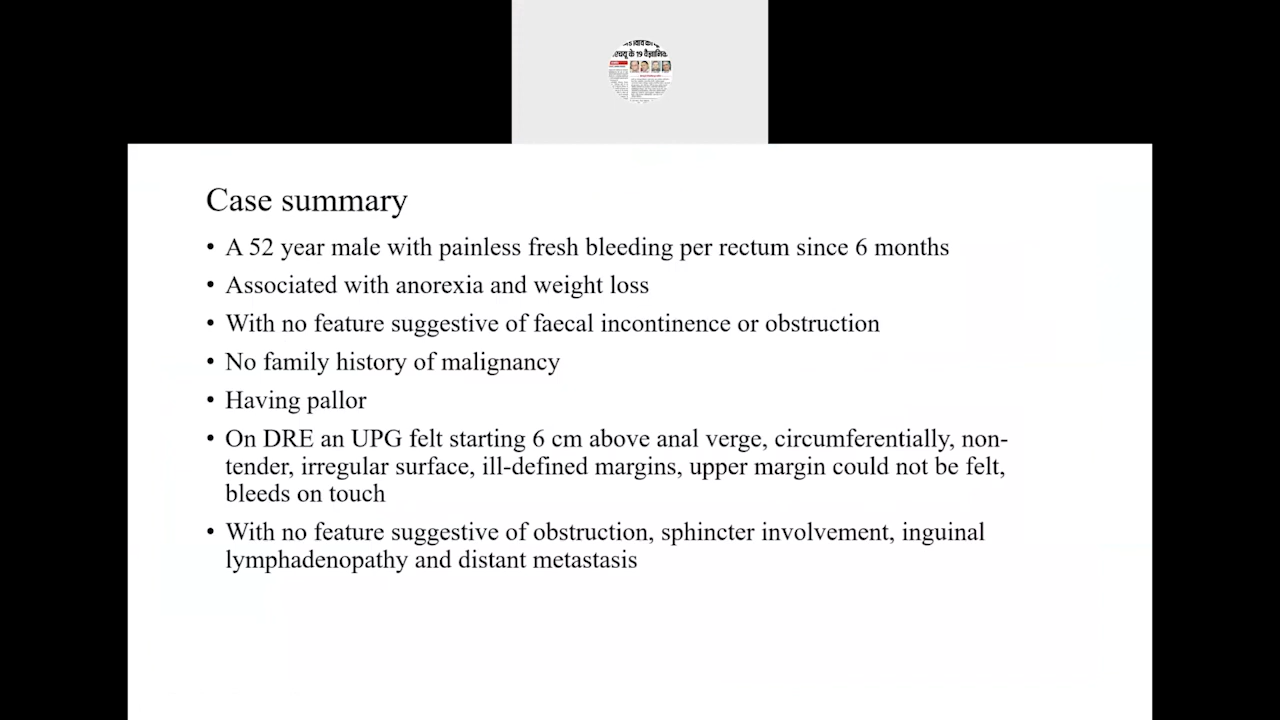 के 19 वैज्ञानिक
Case summary
• A 52 year male with painless fresh bleeding per rectum since 6 months
• Associated with anorexia and weight loss
• With no feature suggestive of faecal incontinence or obstruction
• No family history of malignancy
• Having pallor
• On DRE an UPG felt starting 6 cm above anal verge, circumferentially, non-
tender, irregular surface, ill-defined margins, upper margin could not be felt,
bleeds on touch
• With no feature suggestive of obstruction, sphincter involvement, inguinal
lymphadenopathy and distant metastasis